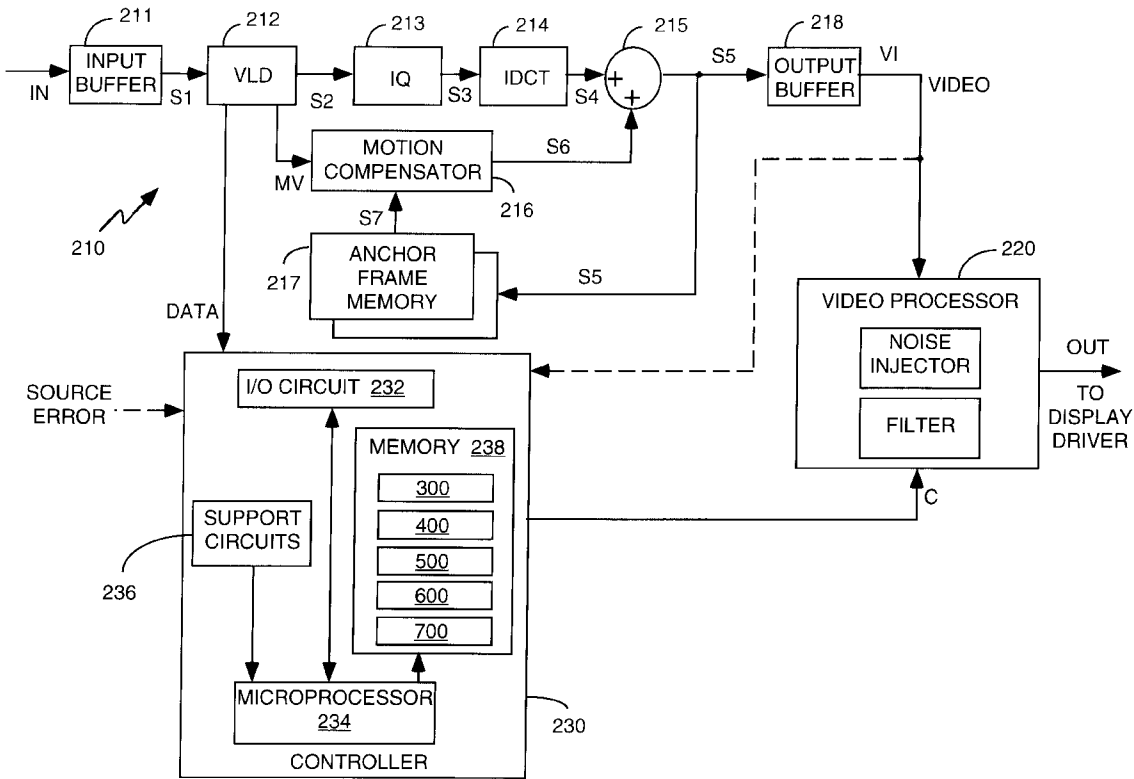 211
212
213
214
215
218
INPUT
BUFFER
VLD
IQ
IDCT
+
+
OUTPUT
BUFFER
IN
S1
S2
S3
S4
S5
VI
VIDEO
MOTION
COMPENSATOR
MV
S6
216
S7
210
217
ANCHOR
FRAME
MEMORY
S5
220
DATA
VIDEO PROCESSOR
NOISE
INJECTOR
FILTER
OUT
TO
DISPLAY
DRIVER
SOURCE
ERROR
I/O CIRCUIT 232
MEMORY 238
300
400
500
600
700
C
SUPPORT
CIRCUITS
236
MICROPROCESSOR
234
230
CONTROLLER